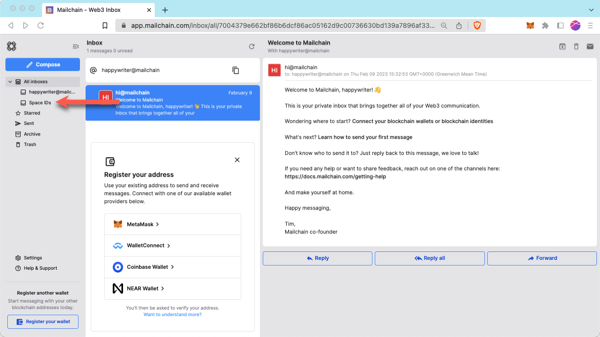 Mailchain - Web3 Inbox
app.mailchain.com/inbox/all/7004379e662bf86b6dcf86ac05162d9c00736630bd139a7896af33...
Compose
All inboxes
happywriter@mailc...
Space IDs
Starred
Sent
Archive
Trash
Settings
Help & Support
Register another wallet
Start messaging with your
other blockchain addresses today.
Register your wallet
Inbox
1 messages 0 unread
happywriter@mailchain
HI
hi@mailchain
February 9
Welcome to Mailchain
Welcome to Mailchain, happywriter! 👋 This is your private
inbox that brings together all of your
Register your address
Use your existing address to send and receive
messages. Connect with one of our available wallet
providers below.
MetaMask
WalletConnect
Coinbase Wallet
NEAR Wallet
You'll then be asked to verify your address.
Want to understand more?
Welcome to Mailchain
With happywriter@mailchain
HI
hi@mailchain
to: happywriter@mailchain on Thu Feb 09 2023 15:32:53 GMT+0000 (Greenwich Mean Time)
Welcome to Mailchain, happywriter! 👋
This is your private inbox that brings together all of your Web3 communication.
Wondering where to start? Connect your blockchain wallets or blockchain identities
What's next? Learn how to send your first message
Don't know who to send it to? Just reply back to this message, we love to talk!
If you need any help or want to share feedback, reach out on one of the channels here:
https://docs.mailchain.com/getting-help
And make yourself at home.
Happy messaging,
Tim,
Mailchain co-founder
Reply
Reply all
Forward